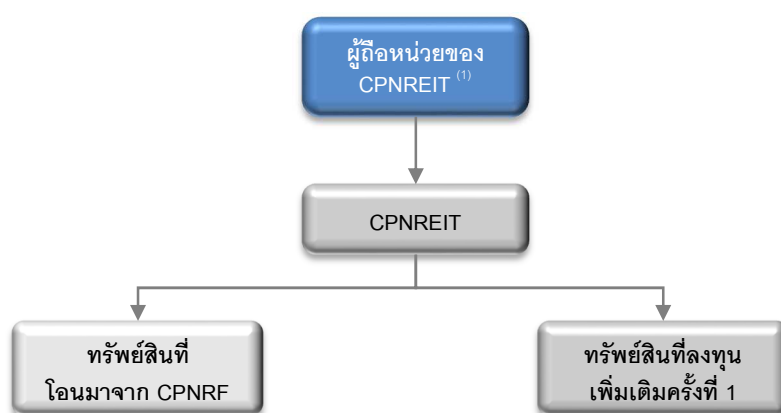 ผู้ถือหน่วยของ
CPNREIT (1)
CPNREIT
ทรัพย์สินที่
โอนมาจาก CPNRF
ทรัพย์สินที่ลงทุน
เพิ่มเติมครั้งที่ 1